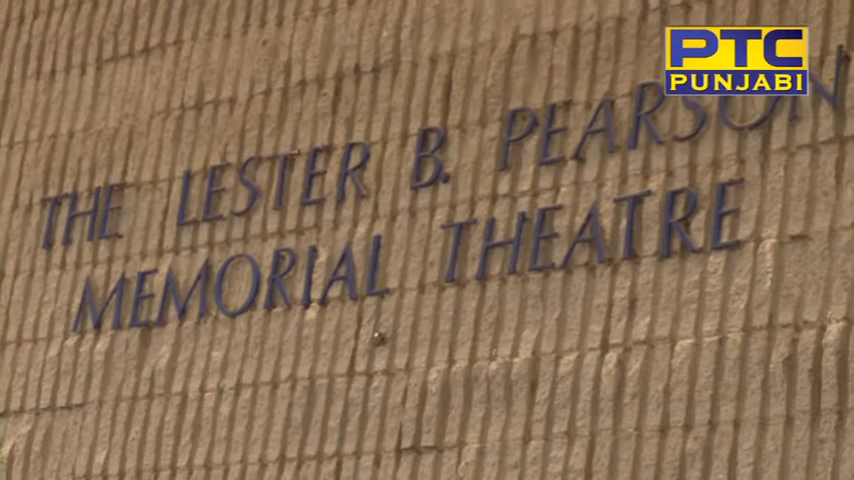 PTC
PUNJABI
THE LESTER B. PEARSON
MEMORIAL THEATRE